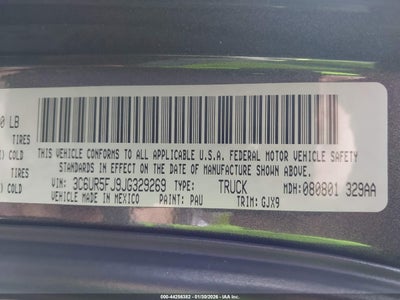 0 LB
TIRES
) COLD
TIRES
) COLD
THIS VEHICLE CONFORMS TO ALL APPLICABLE U.S.A. FEDERAL MOTOR VEHICLE SAFETY
STANDARDS IN EFFECT ON THE DATE OF MANUFACTURE SHOWN ABOVE.
VIN: 3C6UR5FJ9JG329269 TYPE: TRUCK MDH: 080801 329AA
VEHICLE MADE IN MEXICO PAINT: PAU TRIM: GJX9
000-44256382 - 01/30/2026 - IAAI.COM